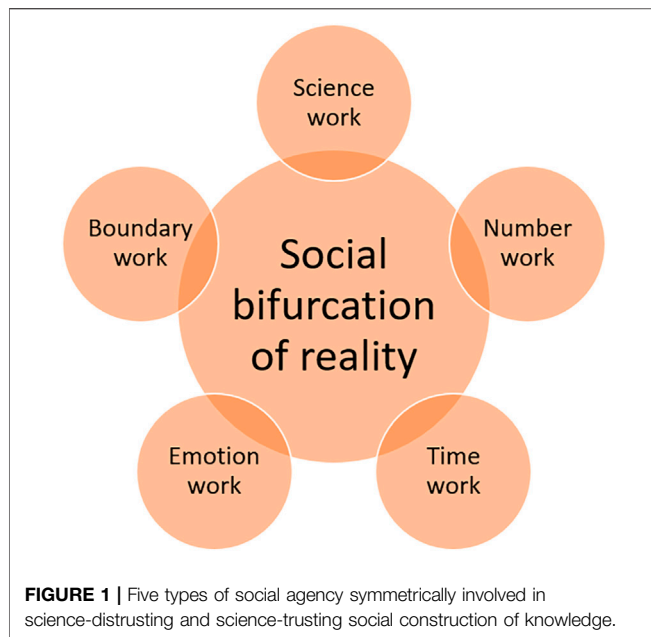 Science
work
Boundary
work
Number
work
Social
bifurcation
of reality
Emotion
work
Time
work
FIGURE 1 | Five types of social agency symmetrically involved in
science-distrusting and science-trusting social construction of knowledge.